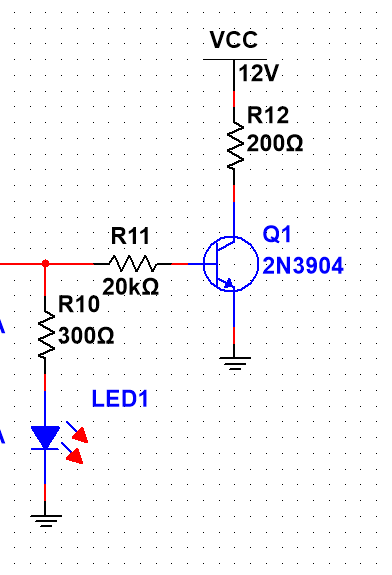 VCC
12V
R12
200Ω
R11
20kΩ
Q1
2N3904
R10
300Ω
LED1